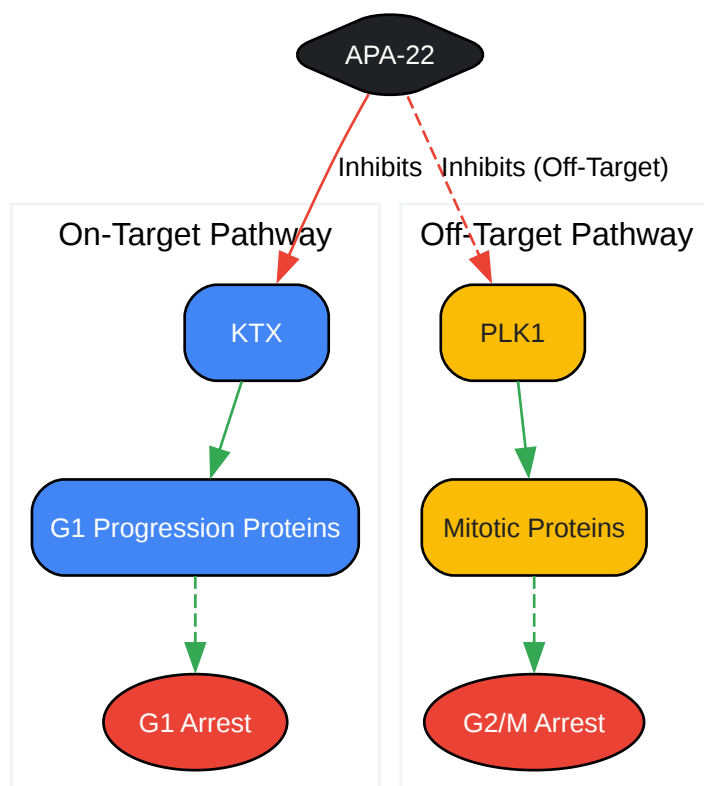 APA-22
Inhibits
Inhibits (Off-Target)
On-Target Pathway
Off-Target Pathway
KTX
PLK1
G1 Progression Proteins
Mitotic Proteins
G1 Arrest
G2/M Arrest